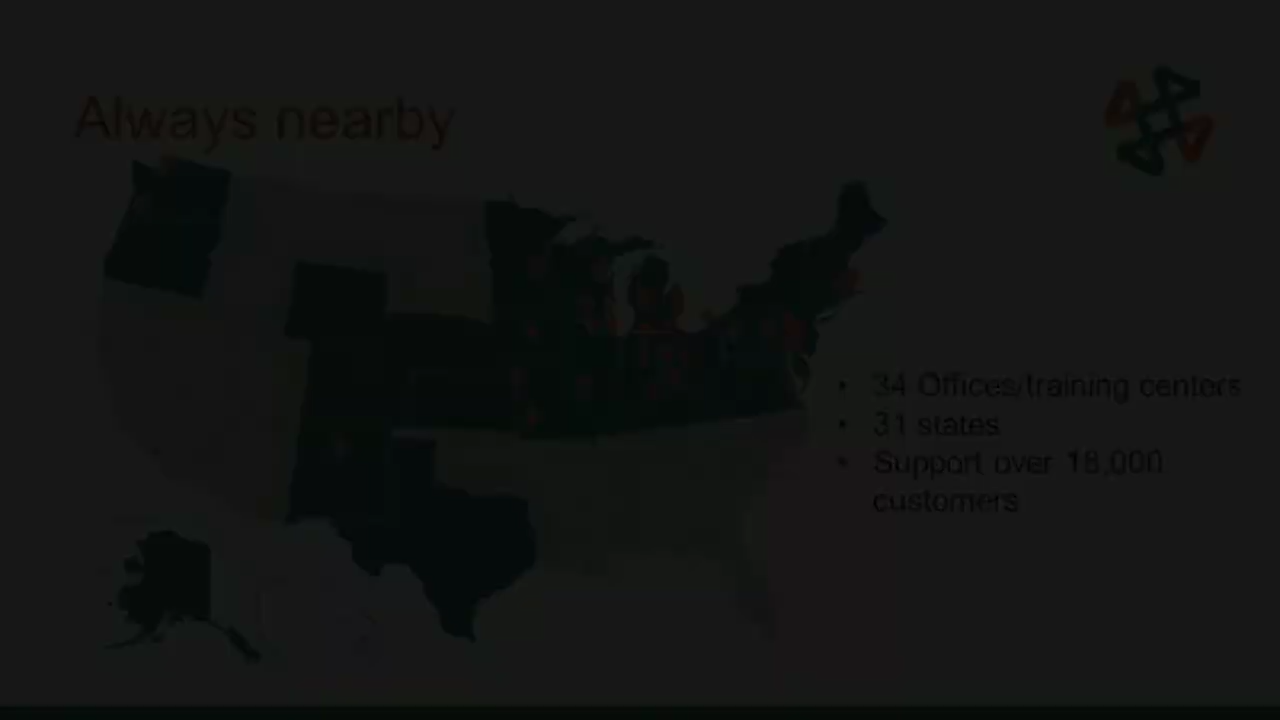 Always nearby
• 34 Offices/training centers
• 31 states
• Support over 18,000
customers